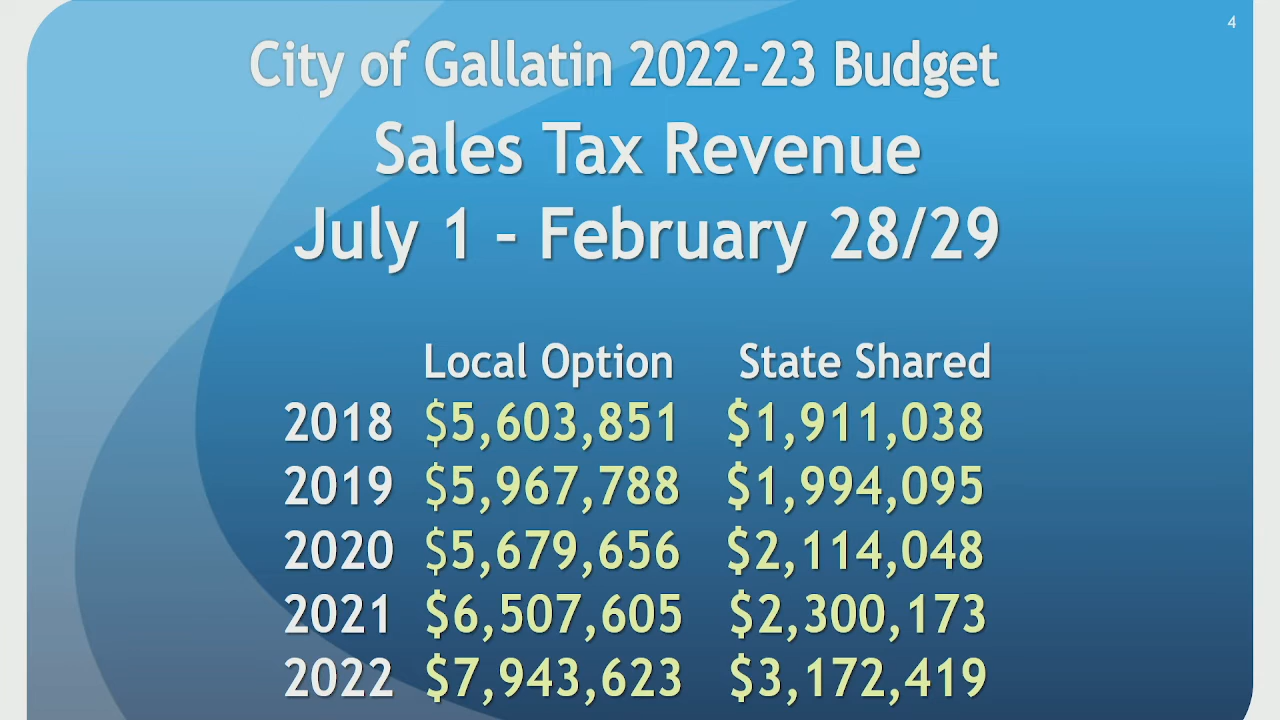 4
City of Gallatin 2022-23 Budget
Sales Tax Revenue
July 1 – February 28/29
Local Option State Shared
2018 $5,603,851 $1,911,038
2019 $5,967,788 $1,994,095
2020 $5,679,656 $2,114,048
2021 $6,507,605 $2,300,173
2022 $7,943,623 $3,172,419